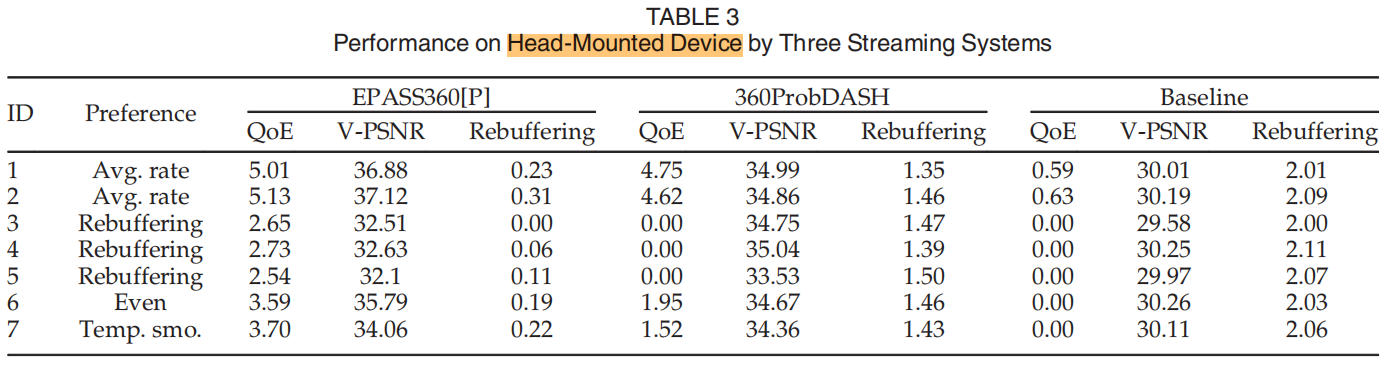 TABLE 3
Performance on Head-Mounted Device by Three Streaming Systems
ID Preference EPASS360[P] 360ProbDASH Baseline
QoE V-PSNR Rebuffering QoE V-PSNR Rebuffering QoE V-PSNR Rebuffering
1 Avg. rate 5.01 36.88 0.23 4.75 34.99 1.35 0.59 30.01 2.01
2 Avg. rate 5.13 37.12 0.31 4.62 34.86 1.46 0.63 30.19 2.09
3 Rebuffering 2.65 32.51 0.00 0.00 34.75 1.47 0.00 29.58 2.00
4 Rebuffering 2.73 32.63 0.06 0.00 35.04 1.39 0.00 30.25 2.11
5 Rebuffering 2.54 32.1 0.11 0.00 33.53 1.50 0.00 29.97 2.07
6 Even 3.59 35.79 0.19 1.95 34.67 1.46 0.00 30.26 2.03
7 Temp. smo. 3.70 34.06 0.22 1.52 34.36 1.43 0.00 30.11 2.06